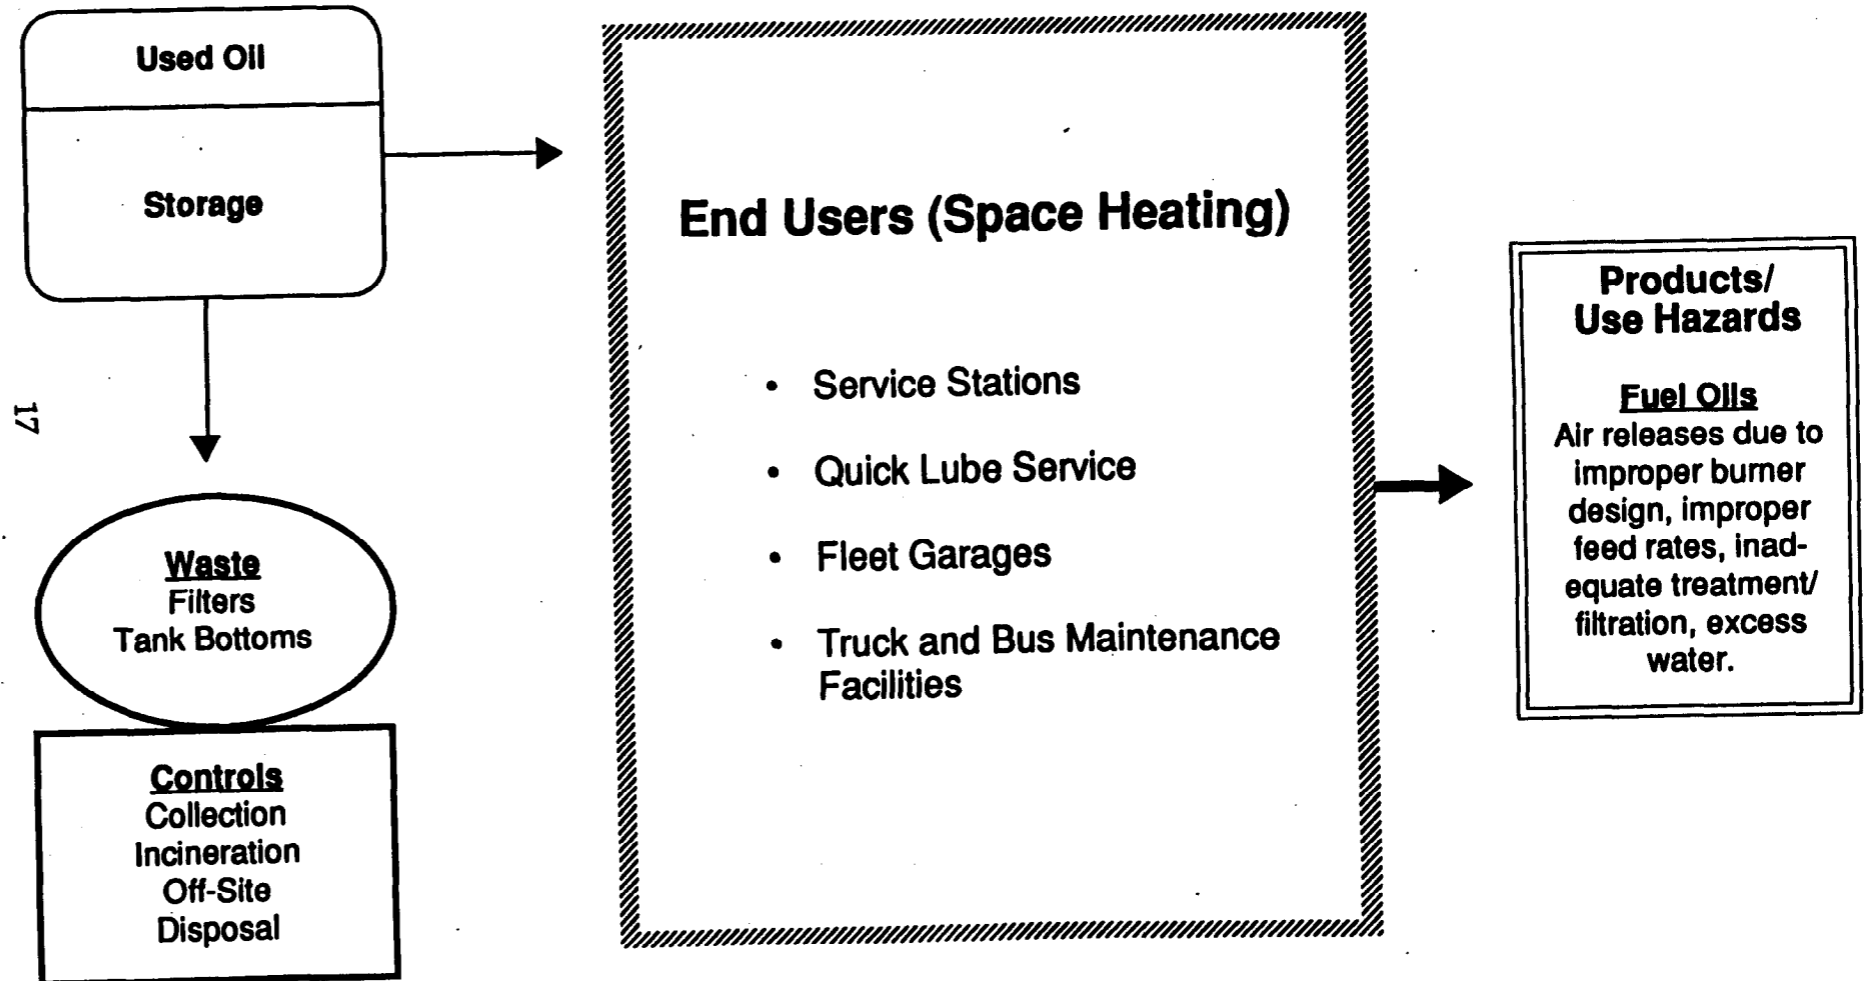 Used Oil
Storage
17
Waste
Filters
Tank Bottoms
Controls
Collection
Incineration
Off-Site
Disposal
End Users (Space Heating)
• Service Stations
• Quick Lube Service
• Fleet Garages
• Truck and Bus Maintenance
Facilities
Products/
Use Hazards
Fuel Oils
Air releases due to
improper burner
design, improper
feed rates, inad-
equate treatment/
filtration, excess
water.